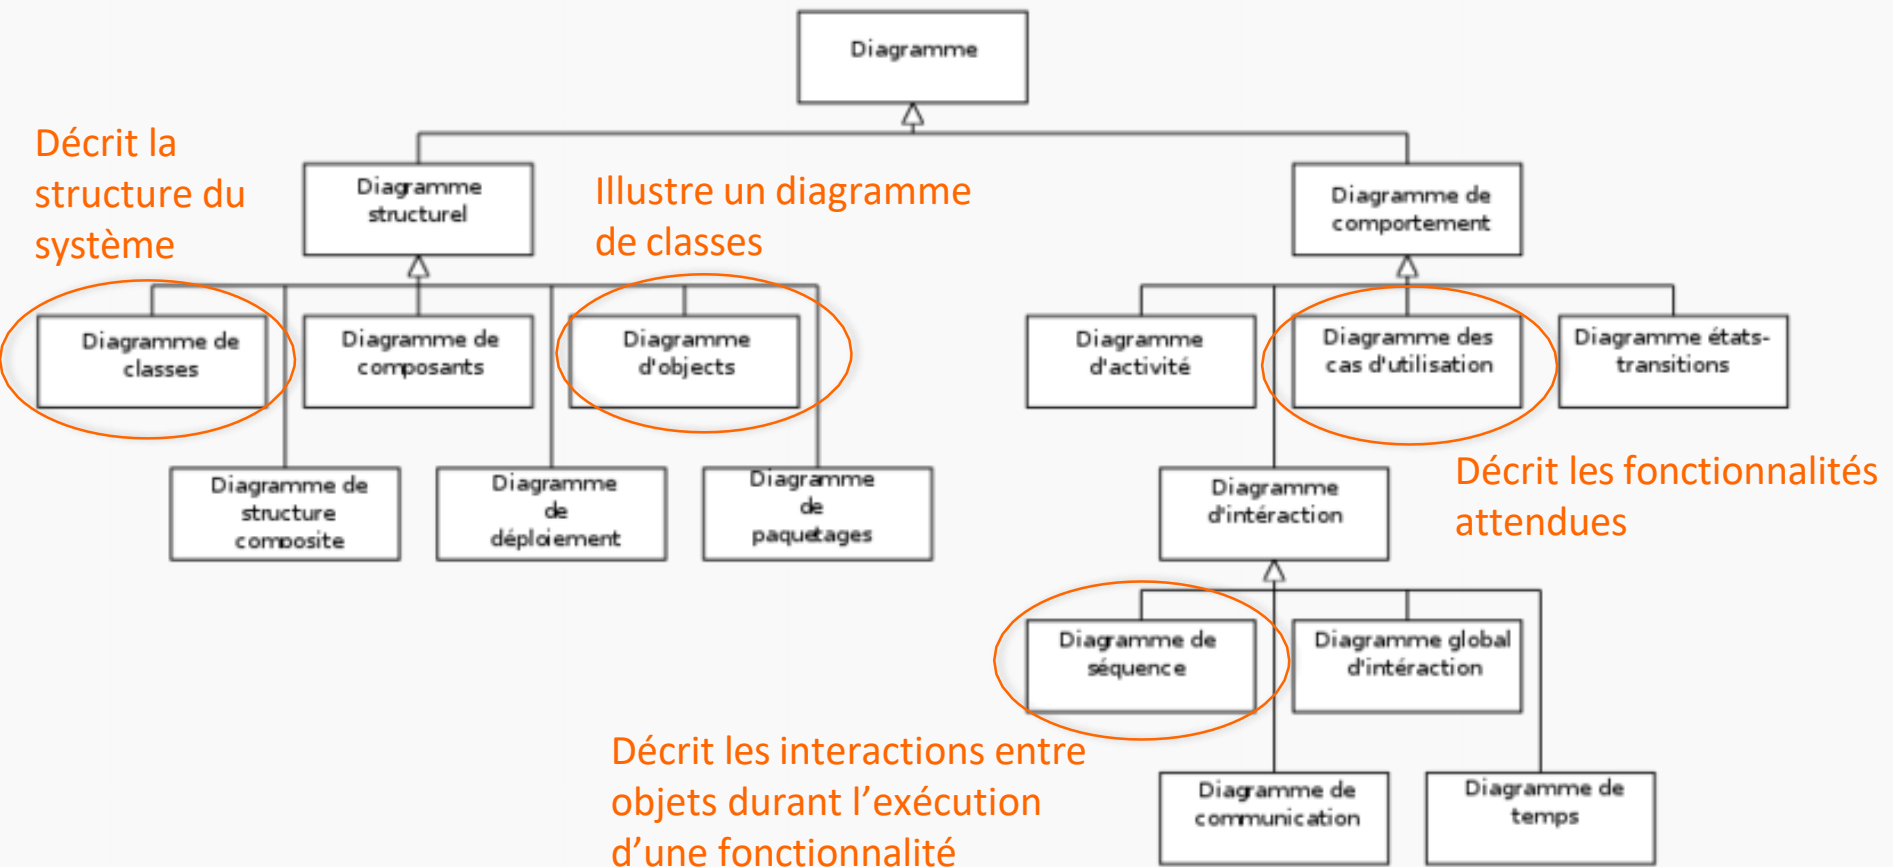 Diagramme
Décrit la
structure du
système
Diagramme
structurel
Illustre un diagramme
de classes
Diagramme de
comportement
Diagramme de
classes
Diagramme de
composants
Diagramme
d'objects
Diagramme
d'activité
Diagramme des
cas d'utilisation
Diagramme états-
transitions
Diagramme de
structure
composite
Diagramme
de
déploiement
Diagramme
de
paquetages
Diagramme
d'intéraction
Décrit les fonctionnalités
attendues
Diagramme de
séquence
Diagramme global
d'intéraction
Décrit les interactions entre
objets durant l’exécution
d’une fonctionnalité
Diagramme de
communication
Diagramme de
temps